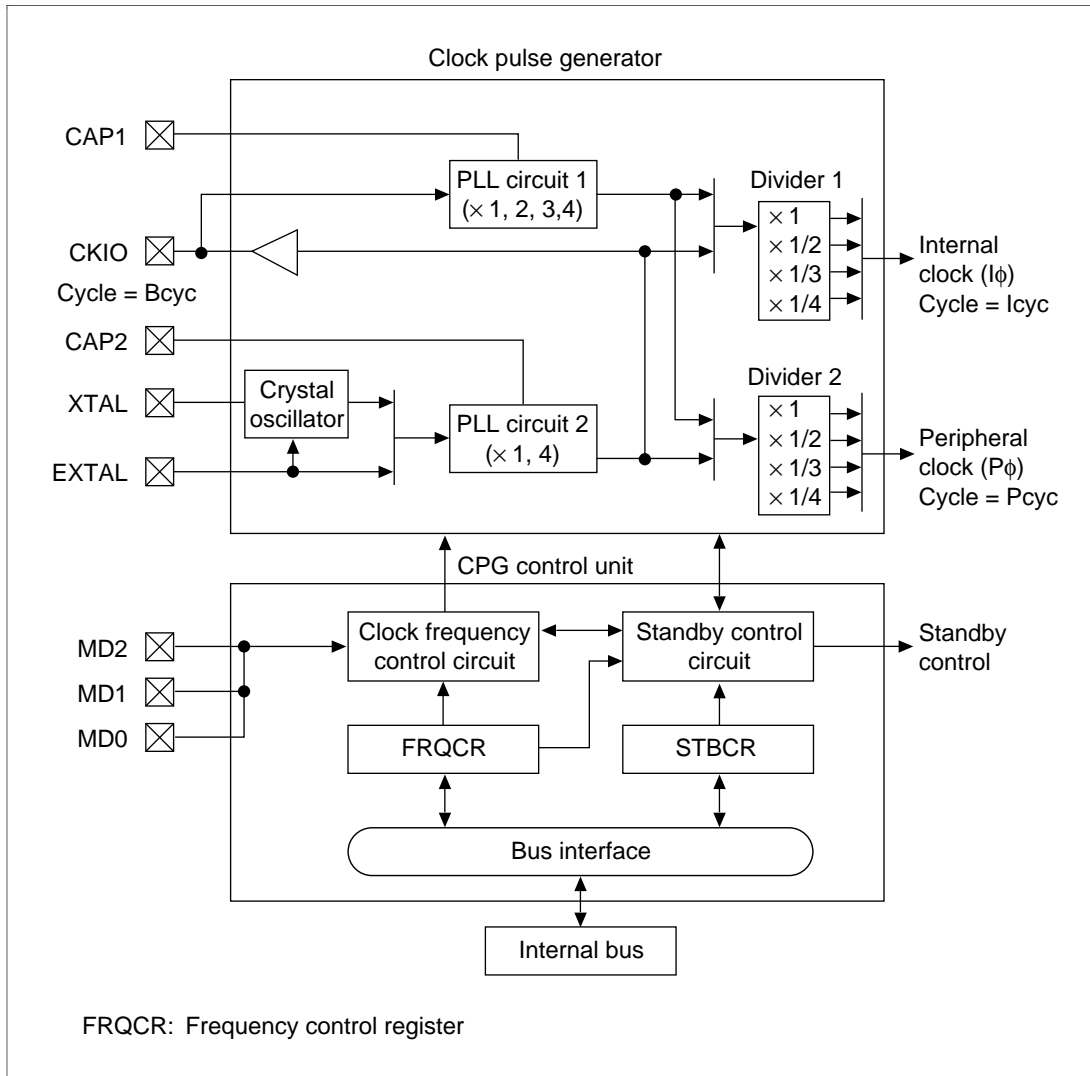 Clock pulse generator
CAP1
PLL circuit 1
(× 1, 2, 3,4)
CKIO
Cycle = Bcyc
Divider 1
× 1
× 1/2
× 1/3
× 1/4
Internal
clock (Iϕ)
Cycle = Icyc
CAP2
XTAL
Crystal
oscillator
EXTAL
PLL circuit 2
(× 1, 4)
Divider 2
× 1
× 1/2
× 1/3
× 1/4
Peripheral
clock (Pϕ)
Cycle = Pcyc
CPG control unit
MD2
MD1
MD0
Clock frequency
control circuit
Standby control
circuit
Standby
control
FRQCR
STBCR
Bus interface
Internal bus
FRQCR: Frequency control register